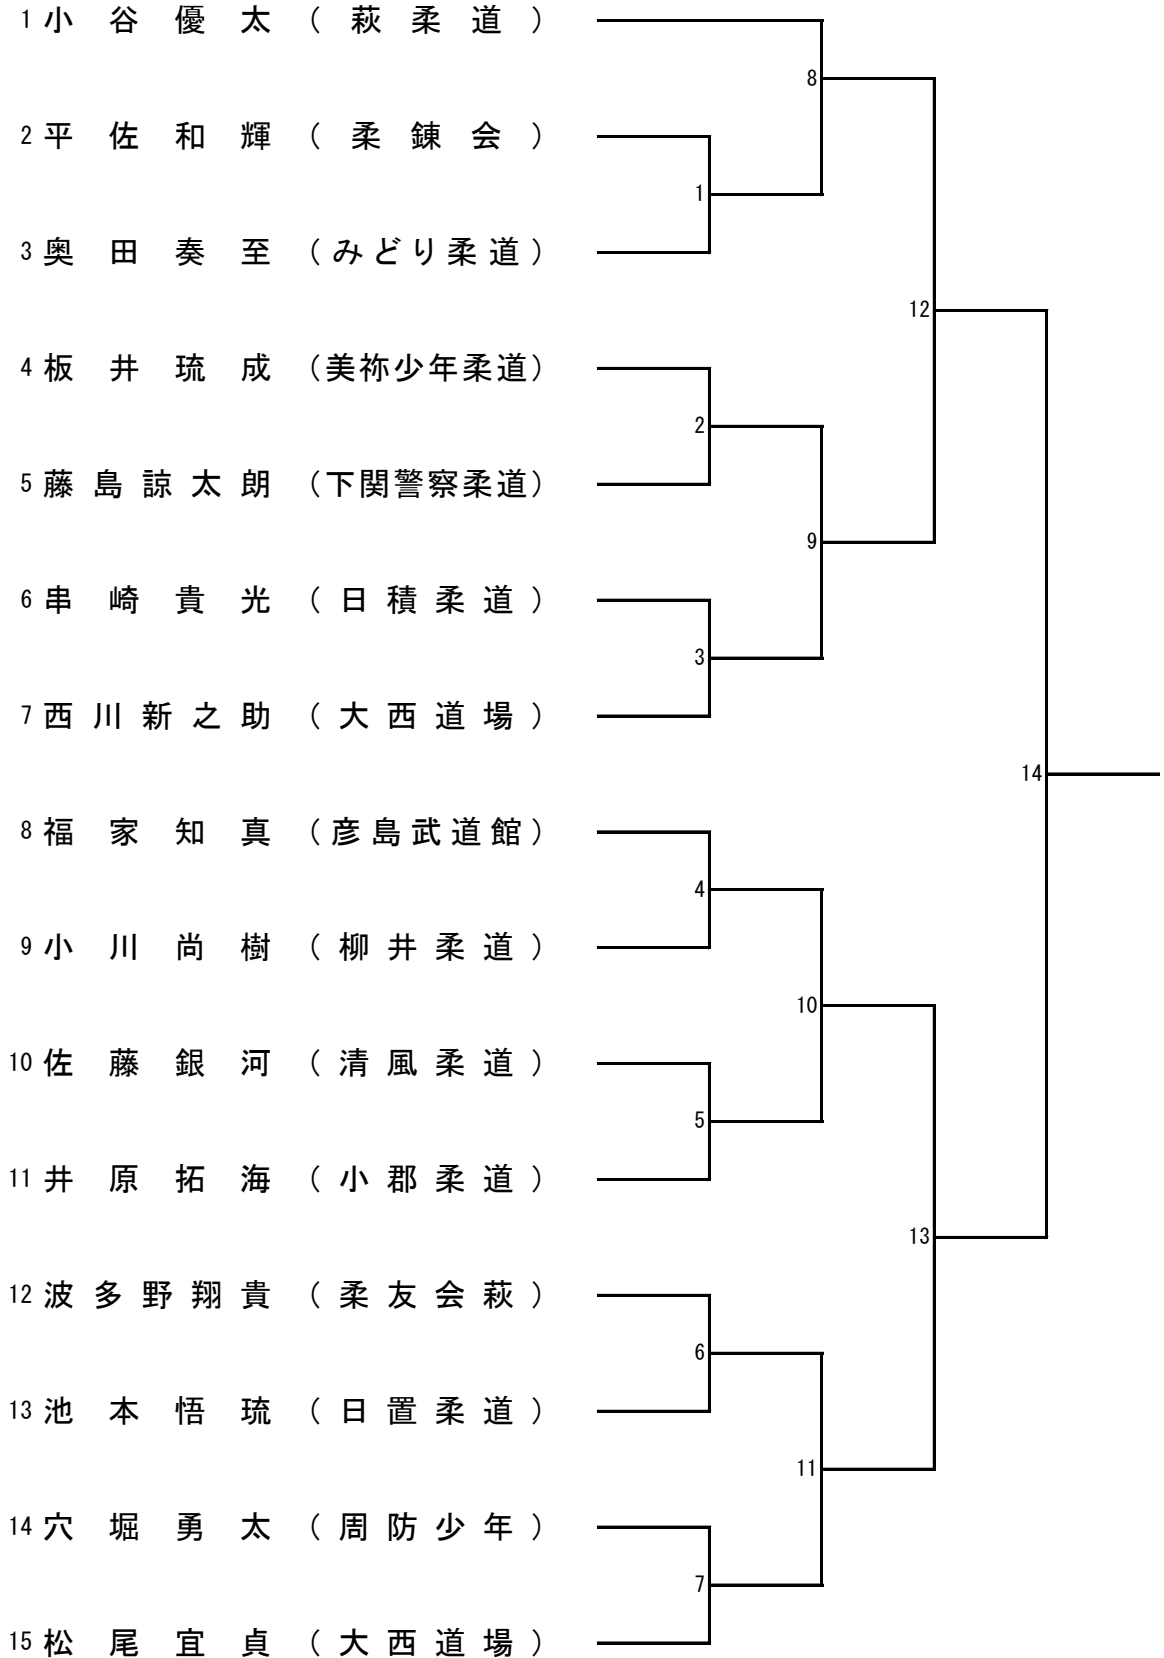 1 小谷優太 (萩柔道)
8
2 平佐和輝 (柔錬会)
1
3 奥田奏至 (みどり柔道)
12
4 板井琉成 (美祢少年柔道)
2
5 藤島諒太朗 (下関警察柔道)
9
6 串崎貴光 (日積柔道)
3
7 西川新之助 (大西道場)
14
8 福家知真 (彦島武道館)
4
9 小川尚樹 (柳井柔道)
10
10 佐藤銀河 (清風柔道)
5
11 井原拓海 (小郡柔道)
13
12 波多野翔貴 (柔友会萩)
6
13 池本悟琉 (日置柔道)
11
14 穴堀勇太 (周防少年)
7
15 松尾宜貞 (大西道場)